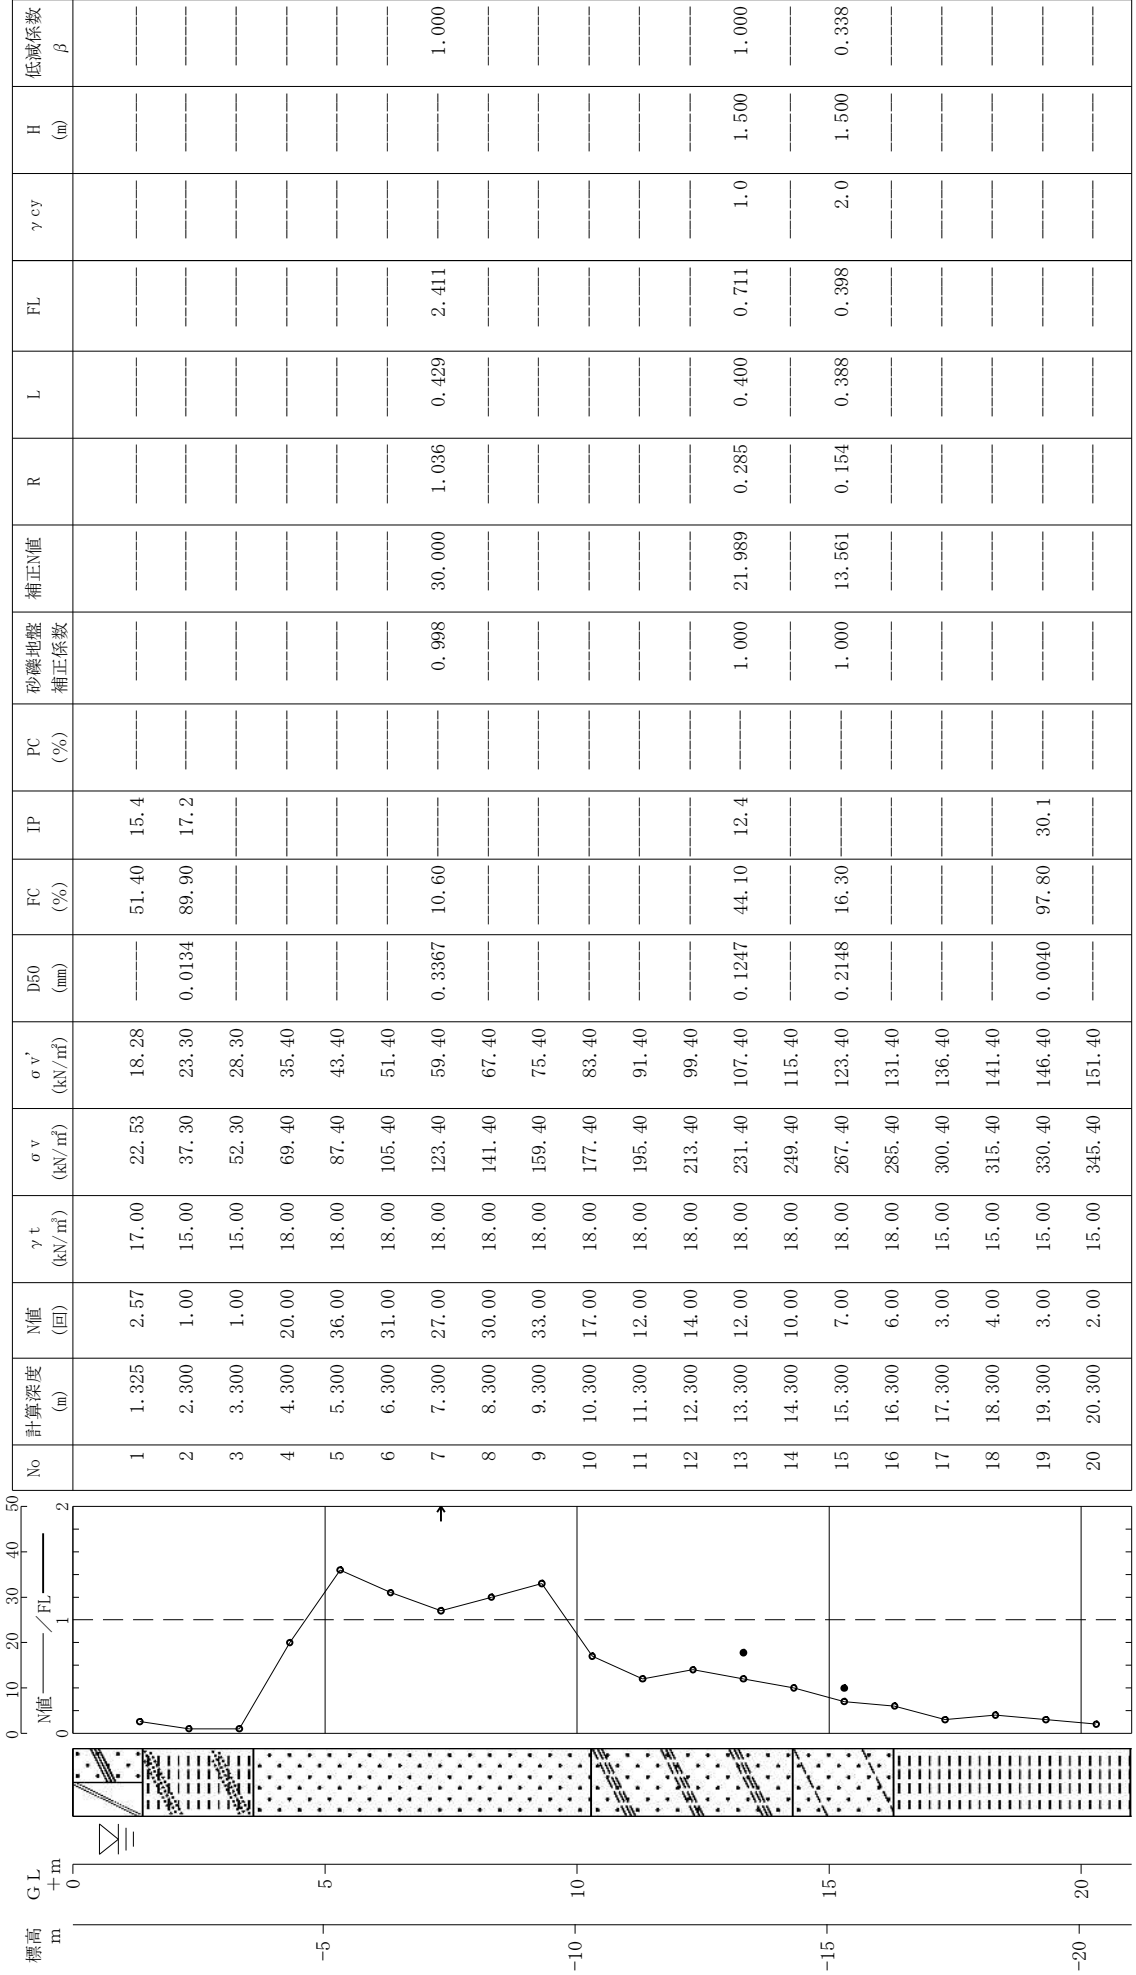 標高 m
GL +m
N値 /FL
0 10 20 30 40 50
0 1 2
0
-5 5
-10 10
-15 15
-20 20
No 計算深度 (m) N値 (回) γt (kN/㎥) σv (kN/㎡) σv' (kN/㎡) D50 (mm) FC (%) IP PC (%) 砂礫地盤補正係数 補正N値 R L FL γcy H (m) 低減係数 β
1 1.325 2.57 17.00 22.53 18.28 ---- 51.40 15.4 ---- ---- ---- ---- ---- ---- ---- ---- ----
2 2.300 1.00 15.00 37.30 23.30 0.0134 89.90 17.2 ---- ---- ---- ---- ---- ---- ---- ---- ----
3 3.300 1.00 15.00 52.30 28.30 ---- ---- ---- ---- ---- ---- ---- ---- ---- ---- ---- ----
4 4.300 20.00 18.00 69.40 35.40 ---- ---- ---- ---- ---- ---- ---- ---- ---- ---- ---- ----
5 5.300 36.00 18.00 87.40 43.40 ---- ---- ---- ---- ---- ---- ---- ---- ---- ---- ---- ----
6 6.300 31.00 18.00 105.40 51.40 ---- ---- ---- ---- ---- ---- ---- ---- ---- ---- ---- ----
7 7.300 27.00 18.00 123.40 59.40 0.3367 10.60 ---- ---- 0.998 30.000 1.036 0.429 2.411 ---- ---- 1.000
8 8.300 30.00 18.00 141.40 67.40 ---- ---- ---- ---- ---- ---- ---- ---- ---- ---- ---- ----
9 9.300 33.00 18.00 159.40 75.40 ---- ---- ---- ---- ---- ---- ---- ---- ---- ---- ---- ----
10 10.300 17.00 18.00 177.40 83.40 ---- ---- ---- ---- ---- ---- ---- ---- ---- ---- ---- ----
11 11.300 12.00 18.00 195.40 91.40 ---- ---- ---- ---- ---- ---- ---- ---- ---- ---- ---- ----
12 12.300 14.00 18.00 213.40 99.40 ---- ---- ---- ---- ---- ---- ---- ---- ---- ---- ---- ----
13 13.300 12.00 18.00 231.40 107.40 0.1247 44.10 12.4 ---- 1.000 21.989 0.285 0.400 0.711 1.0 1.500 1.000
14 14.300 10.00 18.00 249.40 115.40 ---- ---- ---- ---- ---- ---- ---- ---- ---- ---- ---- ----
15 15.300 7.00 18.00 267.40 123.40 0.2148 16.30 ---- ---- 1.000 13.561 0.154 0.388 0.398 2.0 1.500 0.338
16 16.300 6.00 18.00 285.40 131.40 ---- ---- ---- ---- ---- ---- ---- ---- ---- ---- ---- ----
17 17.300 3.00 15.00 300.40 136.40 ---- ---- ---- ---- ---- ---- ---- ---- ---- ---- ---- ----
18 18.300 4.00 15.00 315.40 141.40 ---- ---- ---- ---- ---- ---- ---- ---- ---- ---- ---- ----
19 19.300 3.00 15.00 330.40 146.40 0.0040 97.80 30.1 ---- ---- ---- ---- ---- ---- ---- ---- ----
20 20.300 2.00 15.00 345.40 151.40 ---- ---- ---- ---- ---- ---- ---- ---- ---- ---- ---- ----